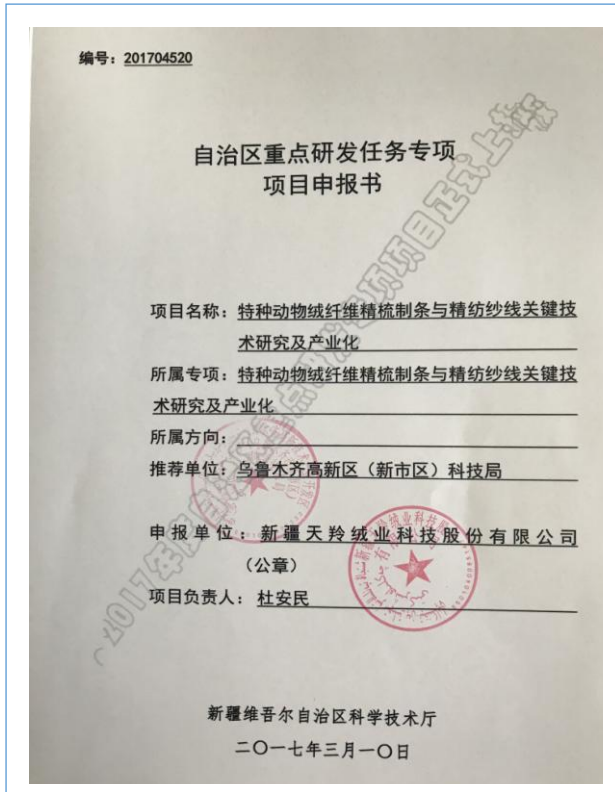 编号：201704520
自治区重点研发任务专项
项目申报书
项目名称：特种动物绒纤维精梳制条与精纺纱线关键技
术研究及产业化
所属专项：特种动物绒纤维精梳制条与精纺纱线关键技
术研究及产业化
所属方向：
推荐单位：乌鲁木齐高新区（新市区）科技局
申报单位：新疆天羚绒业科技股份有限公司
（公章）
项目负责人：杜安民
新疆维吾尔自治区科学技术厅
二〇一七年三月一〇日